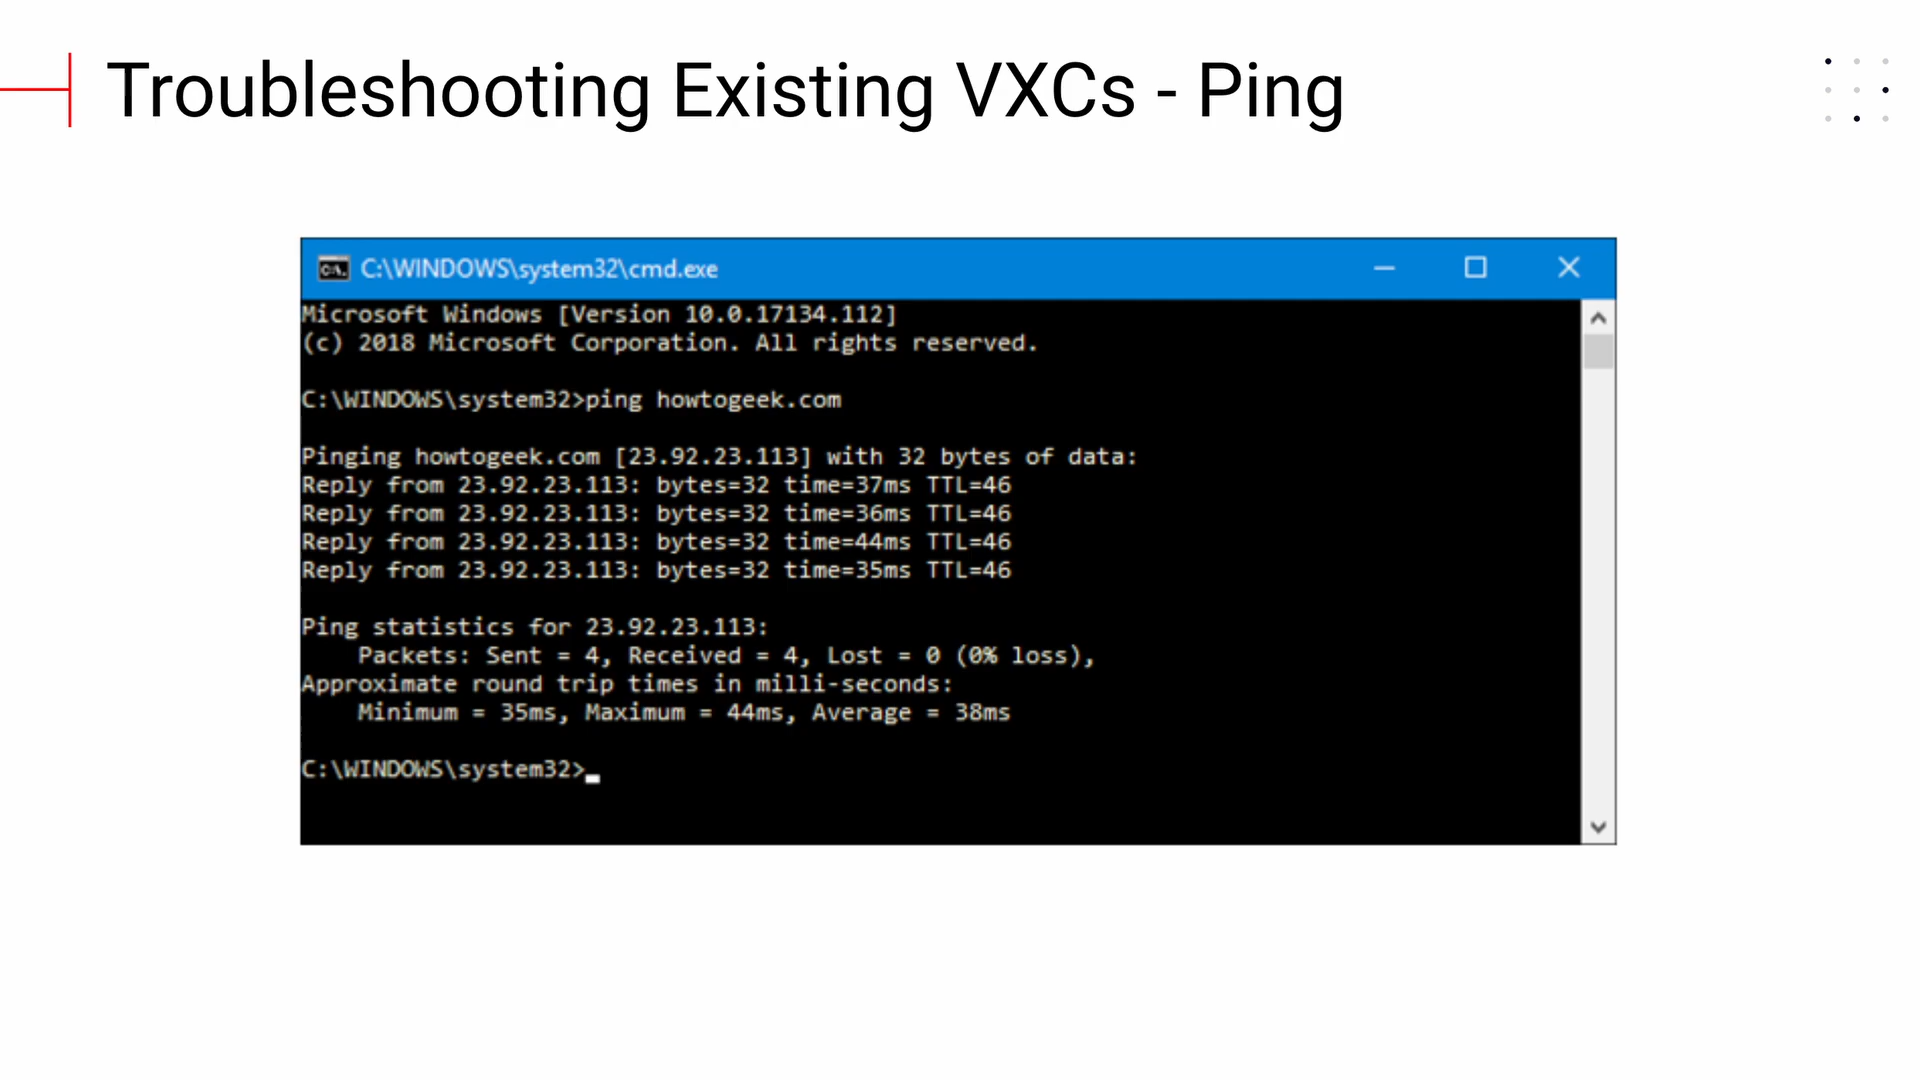 Troubleshooting Existing VXCs - Ping
C:\WINDOWS\system32\cmd.exe
Microsoft Windows [Version 10.0.17134.112]
(c) 2018 Microsoft Corporation. All rights reserved.
C:\WINDOWS\system32>ping howtogeek.com
Pinging howtogeek.com [23.92.23.113] with 32 bytes of data:
Reply from 23.92.23.113: bytes=32 time=37ms TTL=46
Reply from 23.92.23.113: bytes=32 time=36ms TTL=46
Reply from 23.92.23.113: bytes=32 time=44ms TTL=46
Reply from 23.92.23.113: bytes=32 time=35ms TTL=46
Ping statistics for 23.92.23.113:
    Packets: Sent = 4, Received = 4, Lost = 0 (0% loss),
Approximate round trip times in milli-seconds:
    Minimum = 35ms, Maximum = 44ms, Average = 38ms
C:\WINDOWS\system32>